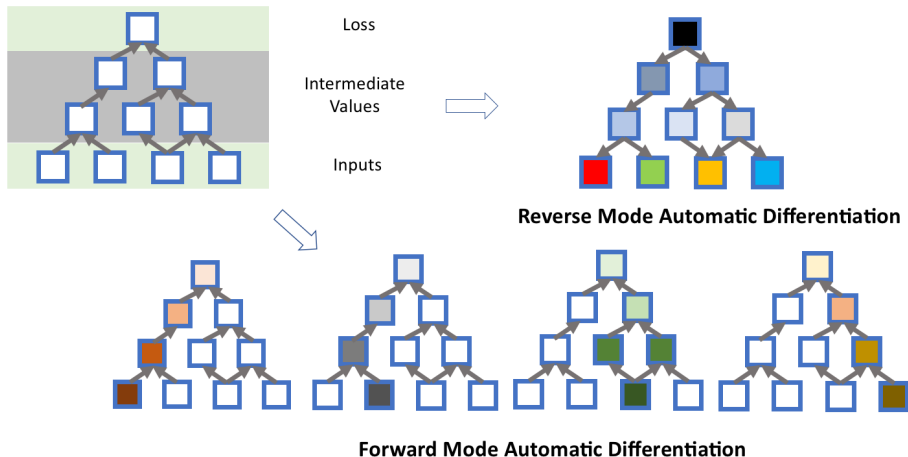 Loss
Intermediate
Values
Inputs
Reverse Mode Automatic Differentiation
Forward Mode Automatic Differentiation